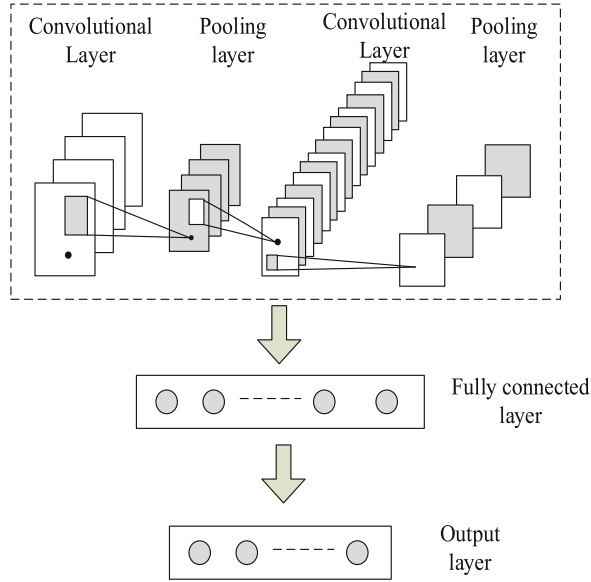 Convolutional
Layer
Pooling
layer
Convolutional
Layer
Pooling
layer
Fully connected
layer
Output
layer